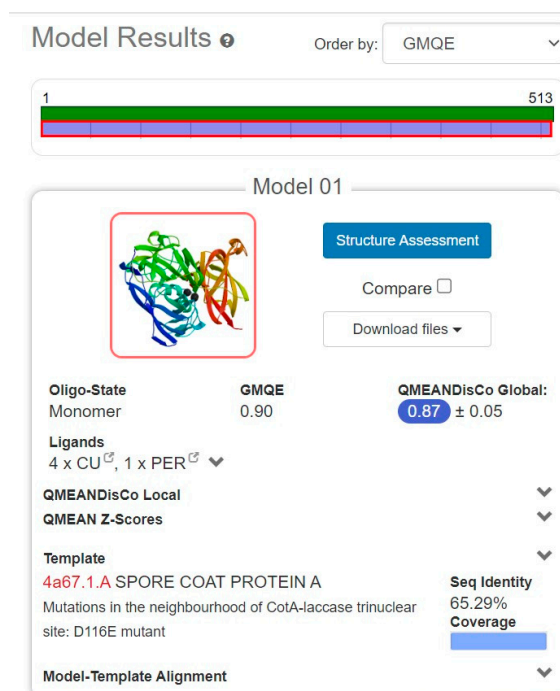 Model Results ?
Order by: GMQE
1 513
Model 01
Structure Assessment
Compare
Download files
Oligo-State GMQE QMEANDisCo Global:
Monomer 0.90 0.87 ± 0.05
Ligands
4 x CU, 1 x PER
QMEANDisCo Local
QMEAN Z-Scores
Template
4a67.1.A SPORE COAT PROTEIN A Seq Identity
Mutations in the neighbourhood of CotA-laccase trinuclear 65.29%
site: D116E mutant Coverage
Model-Template Alignment